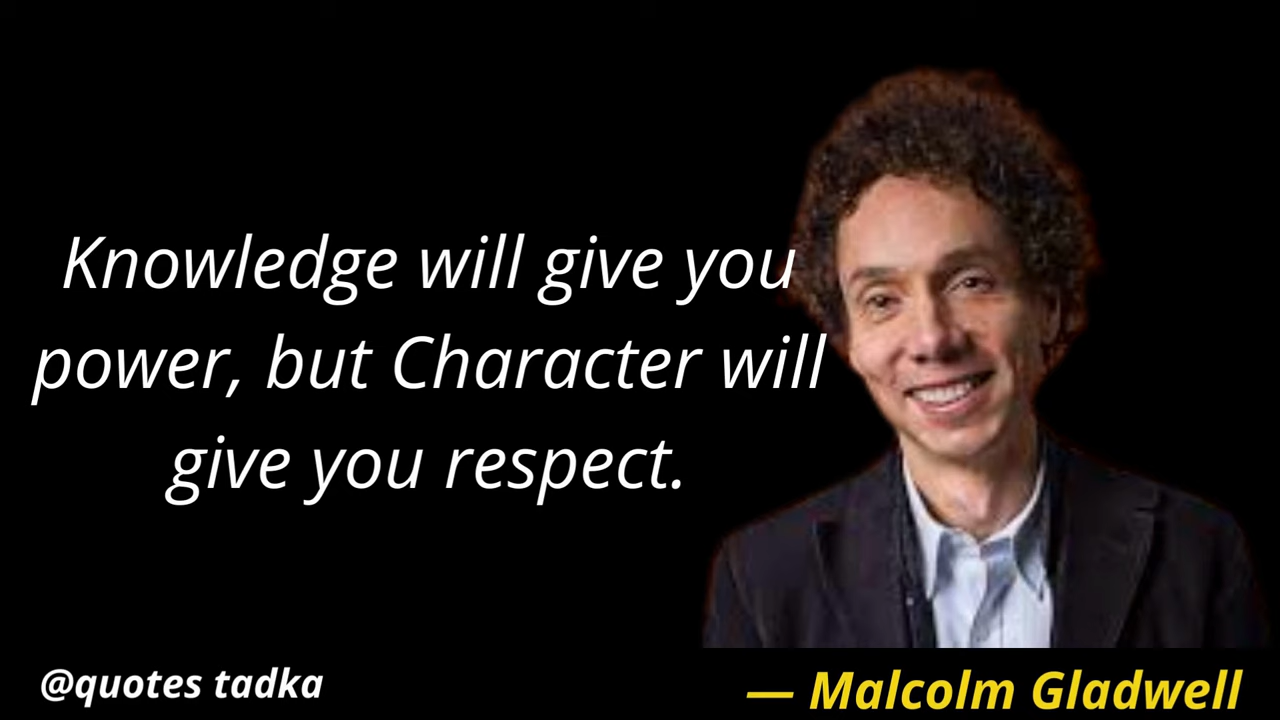 Knowledge will give you
power, but Character will
give you respect.
@quotes tadka
— Malcolm Gladwell